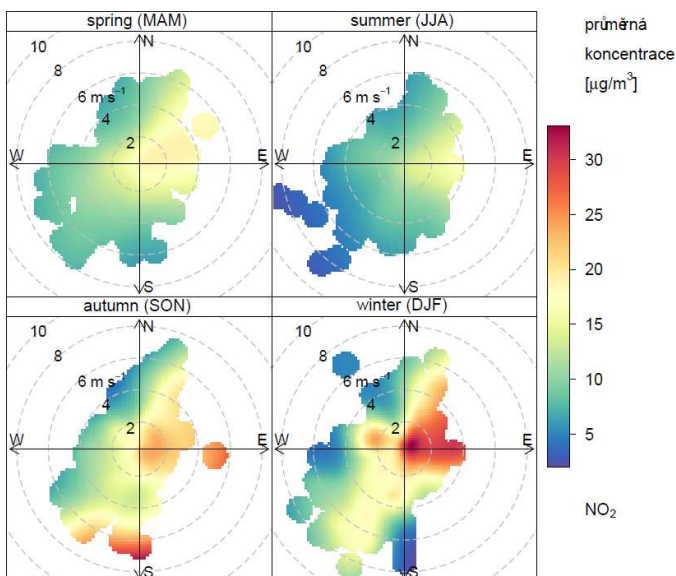 spring (MAM)
summer (JJA)
průměrná
koncentrace
[µg/m³]
10
8
6 m s⁻¹
4
2
N
W
E
S
10
8
6 m s⁻¹
4
2
N
W
E
S
autumn (SON)
winter (DJF)
10
8
6 m s⁻¹
4
2
N
W
E
S
10
8
6 m s⁻¹
4
2
N
W
E
S
30
25
20
15
10
5
NO₂